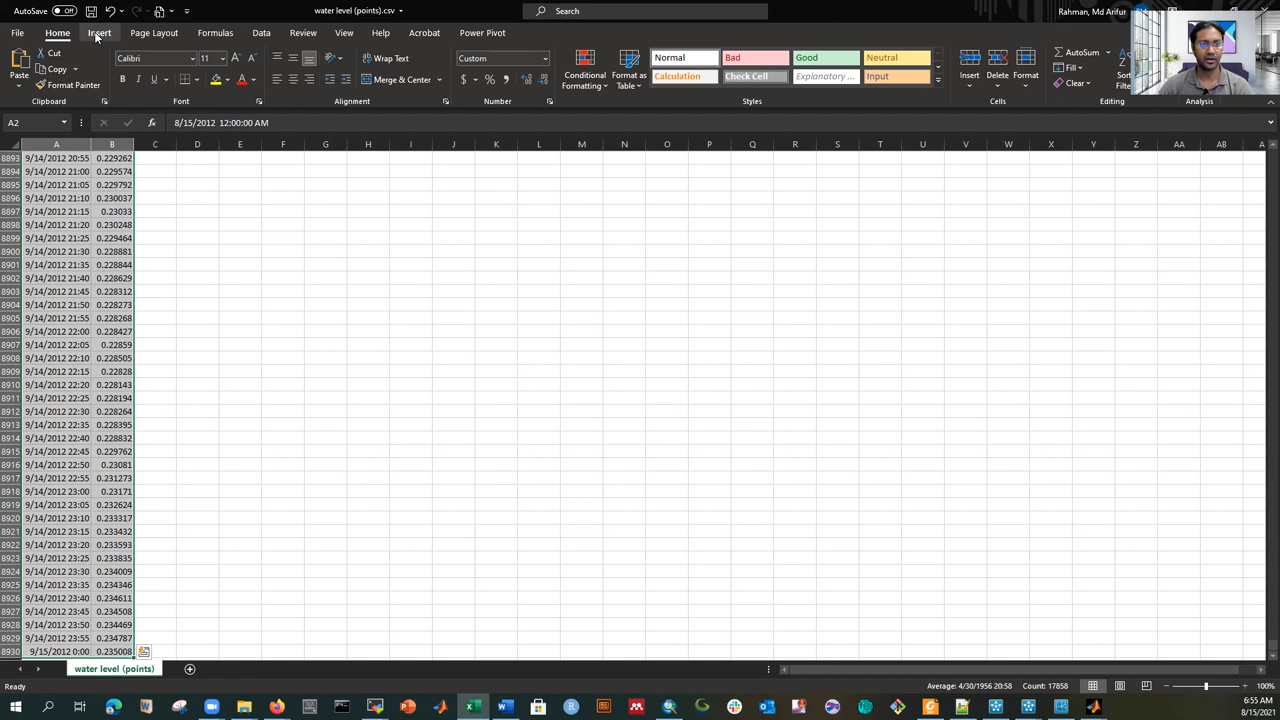 AutoSave Off water level (points).csv Search Rahman, Md Arifur
File Home Insert Page Layout Formulas Data Review View Help Acrobat Power Pivot
Paste Cut Copy Format Painter Clipboard
Calibri 11 B I U A A Font
Wrap Text Merge & Center Alignment
Custom $ % Number
Conditional Formatting Format as Table
Normal Bad Good Neutral
Calculation Check Cell Explanatory ... Input
Styles
Insert Delete Format Cells
AutoSum Fill Clear Editing Analysis
A2 fx 8/15/2012 12:00:00 AM
A B C D E F G H I J K L M N O P Q R S T U V W X Y Z AA AB A
8893 9/14/2012 20:55 0.229262
8894 9/14/2012 21:00 0.229574
8895 9/14/2012 21:05 0.229792
8896 9/14/2012 21:10 0.230037
8897 9/14/2012 21:15 0.23033
8898 9/14/2012 21:20 0.230248
8899 9/14/2012 21:25 0.229464
8900 9/14/2012 21:30 0.228881
8901 9/14/2012 21:35 0.228844
8902 9/14/2012 21:40 0.228629
8903 9/14/2012 21:45 0.228312
8904 9/14/2012 21:50 0.228273
8905 9/14/2012 21:55 0.228268
8906 9/14/2012 22:00 0.228427
8907 9/14/2012 22:05 0.22859
8908 9/14/2012 22:10 0.228505
8909 9/14/2012 22:15 0.22828
8910 9/14/2012 22:20 0.228143
8911 9/14/2012 22:25 0.228194
8912 9/14/2012 22:30 0.228264
8913 9/14/2012 22:35 0.228395
8914 9/14/2012 22:40 0.228832
8915 9/14/2012 22:45 0.229762
8916 9/14/2012 22:50 0.23081
8917 9/14/2012 22:55 0.231273
8918 9/14/2012 23:00 0.23171
8919 9/14/2012 23:05 0.232624
8920 9/14/2012 23:10 0.233317
8921 9/14/2012 23:15 0.233432
8922 9/14/2012 23:20 0.233593
8923 9/14/2012 23:25 0.233835
8924 9/14/2012 23:30 0.234009
8925 9/14/2012 23:35 0.234346
8926 9/14/2012 23:40 0.234611
8927 9/14/2012 23:45 0.234508
8928 9/14/2012 23:50 0.234469
8929 9/14/2012 23:55 0.234787
8930 9/15/2012 0:00 0.235008
water level (points)
Ready Average: 4/30/1956 20:58 Count: 17858 100%
6:55 AM
8/15/2021